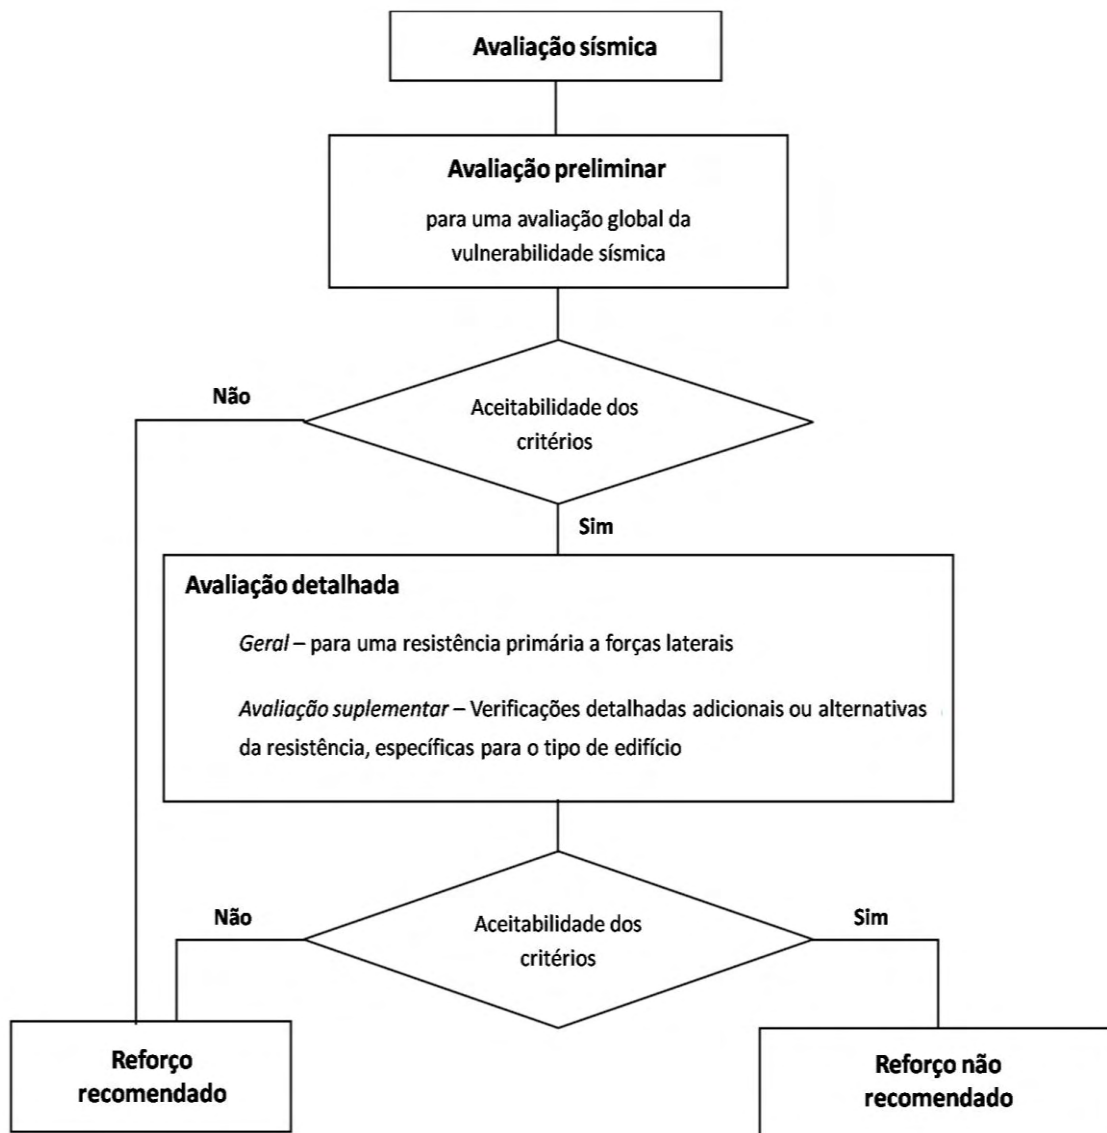 Avaliação sísmica
Avaliação preliminar
para uma avaliação global da
vulnerabilidade sísmica
Não
Aceitabilidade dos
critérios
Sim
Avaliação detalhada
Geral – para uma resistência primária a forças laterais
Avaliação suplementar – Verificações detalhadas adicionais ou alternativas
da resistência, específicas para o tipo de edifício
Não
Aceitabilidade dos
critérios
Sim
Reforço
recomendado
Reforço não
recomendado